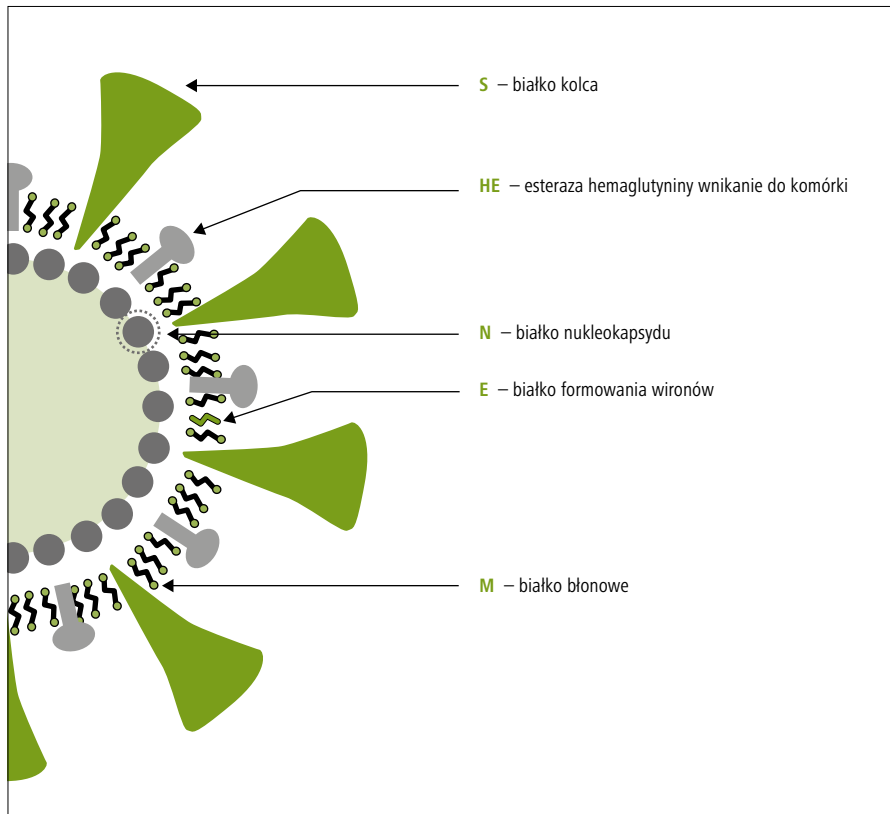 S – białko kolca
HE – esteraza hemaglutyniny wnikanie do komórki
N – białko nukleokapsydu
E – białko formowania wironów
M – białko błonowe